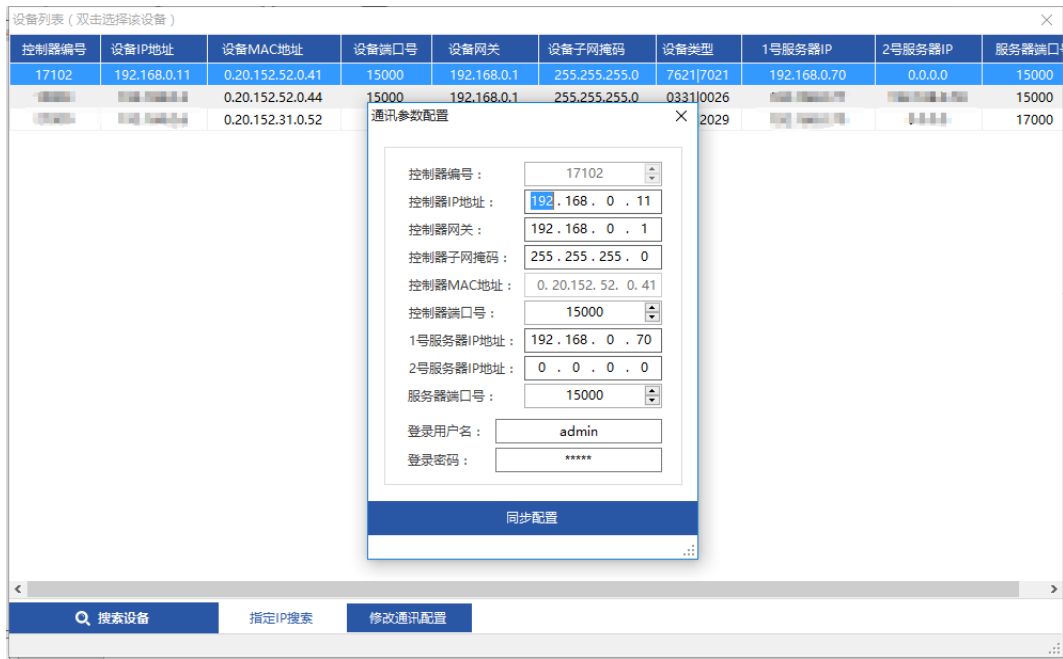 设备列表（双击选择该设备）
控制器编号 设备IP地址 设备MAC地址 设备端口号 设备网关 设备子网掩码 设备类型 1号服务器IP 2号服务器IP 服务器端口
17102 192.168.0.11 0.20.152.52.0.41 15000 192.168.0.1 255.255.255.0 7621|7021 192.168.0.70 0.0.0.0 15000
0.20.152.52.0.44 15000 192.168.0.1 255.255.255.0 0331|0026 15000
0.20.152.31.0.52 2029 17000
通讯参数配置
控制器编号： 17102
控制器IP地址： 192 . 168 . 0 . 11
控制器网关： 192 . 168 . 0 . 1
控制器子网掩码： 255 . 255 . 255 . 0
控制器MAC地址： 0. 20.152. 52. 0. 41
控制器端口号： 15000
1号服务器IP地址： 192 . 168 . 0 . 70
2号服务器IP地址： 0 . 0 . 0 . 0
服务器端口号： 15000
登录用户名： admin
登录密码： *****
同步配置
搜索设备 指定IP搜索 修改通讯配置